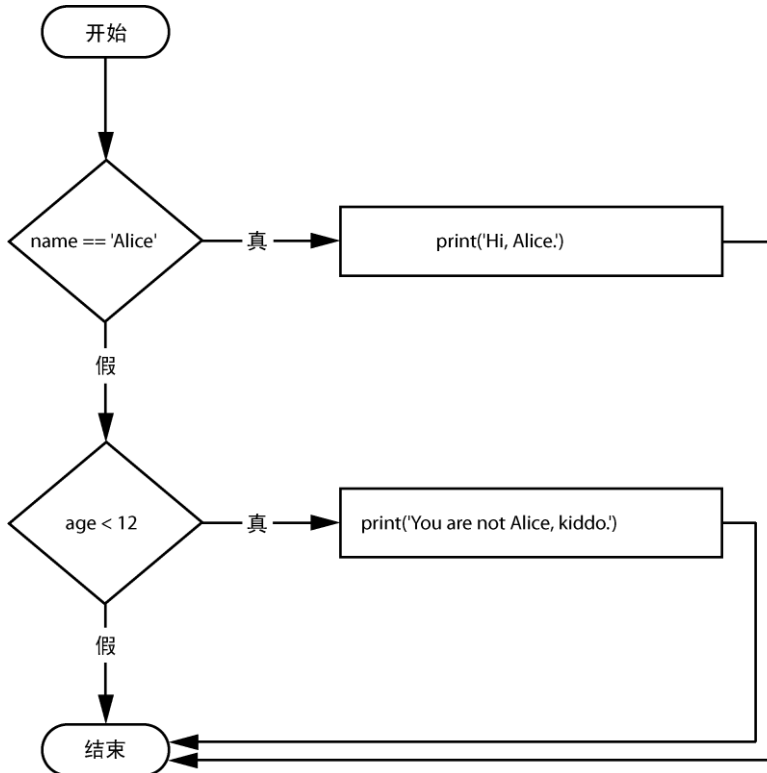 开始
name == 'Alice'
真
print('Hi, Alice.')
假
age < 12
真
print('You are not Alice, kiddo.')
假
结束